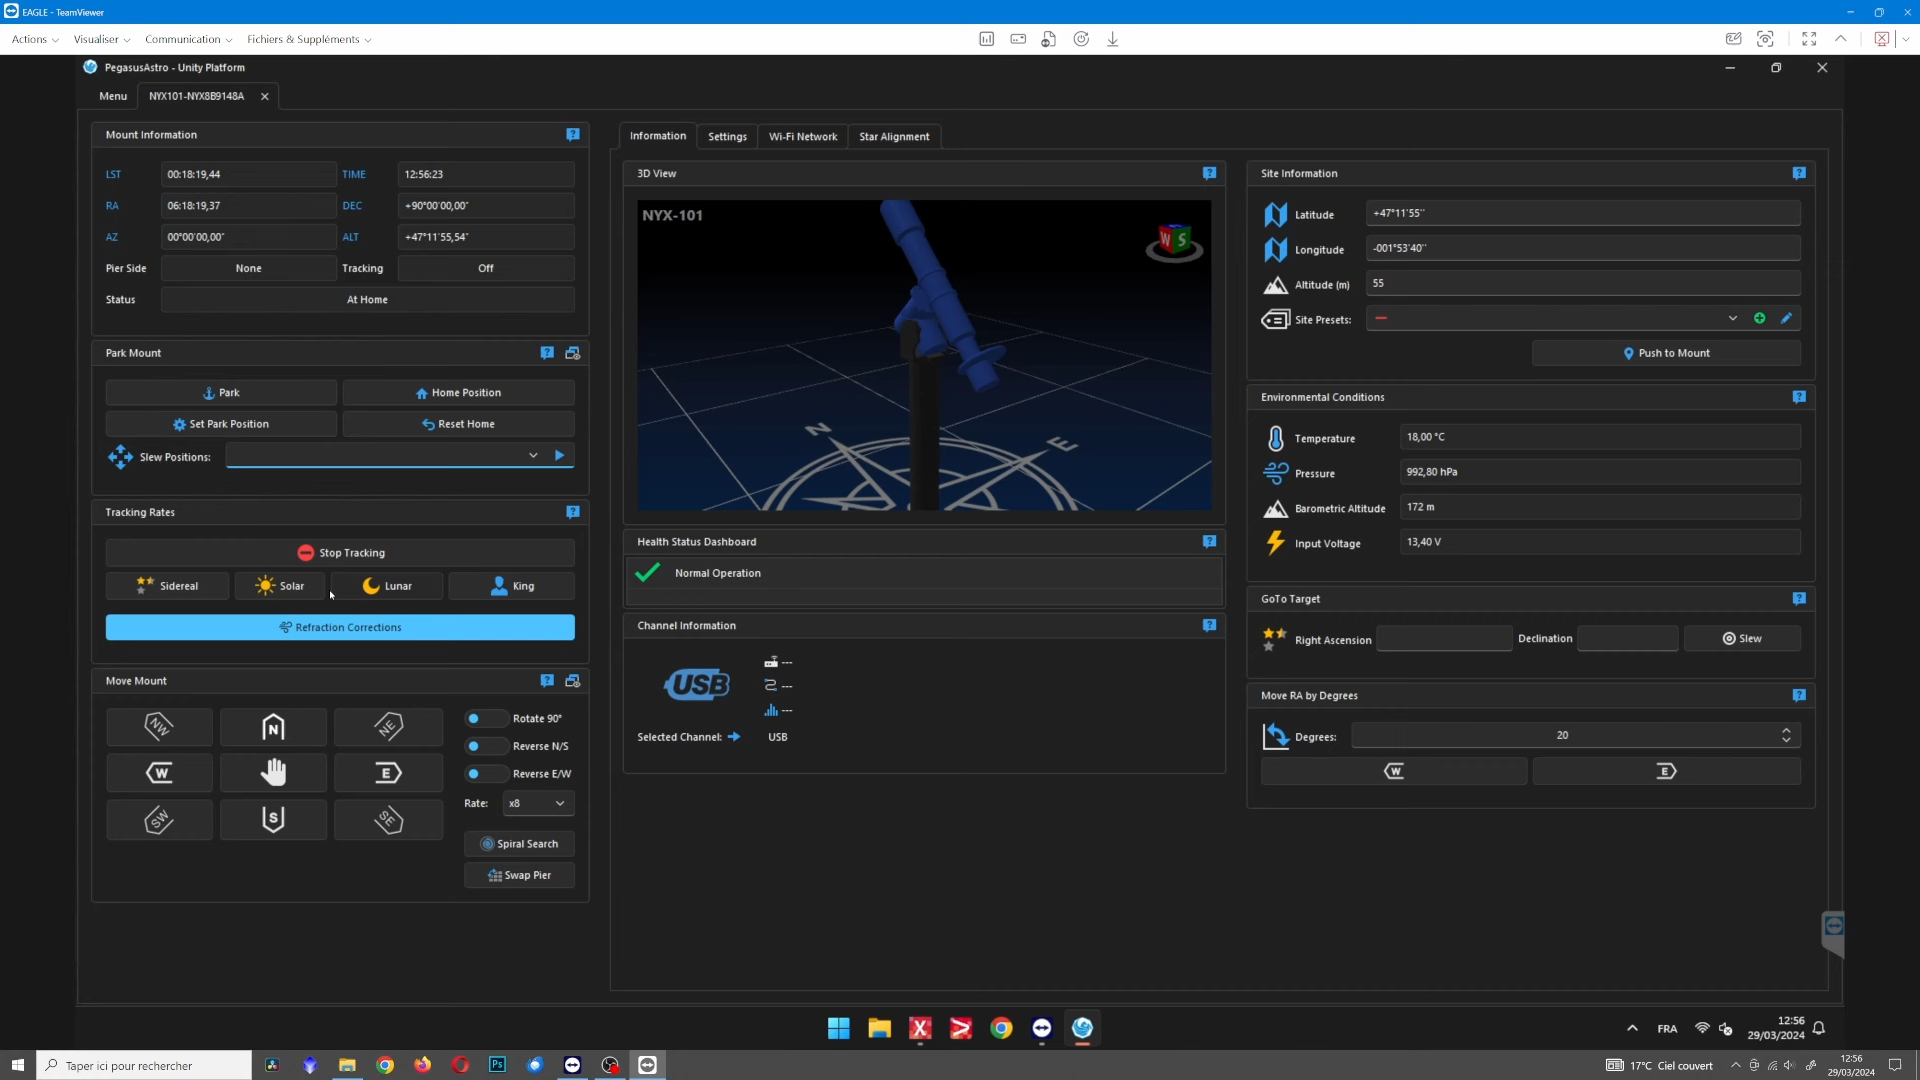 EAGLE - TeamViewer
Actions Visualiser Communication Fichiers & Suppléments
PegasusAstro - Unity Platform
Menu NYX101-NYX8B9148A
Mount Information
LST 00:18:19,44 TIME 12:56:23
RA 06:18:19,37 DEC +90°00'00,00"
AZ 00°00'00,00" ALT +47°11'55,54"
Pier Side None Tracking Off
Status At Home
Park Mount
Park Home Position
Set Park Position Reset Home
Slew Positions:
Tracking Rates
Stop Tracking
Sidereal Solar Lunar King
Refraction Corrections
Move Mount
NW N NE
W E
SW S SE
Rotate 90°
Reverse N/S
Reverse E/W
Rate: x8
Spiral Search
Swap Pier
Information Settings Wi-Fi Network Star Alignment
3D View
NYX-101
W S
N E
Health Status Dashboard
Normal Operation
Channel Information
USB
---
---
---
Selected Channel: USB
Site Information
Latitude +47°11'55''
Longitude -001°53'40''
Altitude (m) 55
Site Presets:
Push to Mount
Environmental Conditions
Temperature 18,00 °C
Pressure 992,80 hPa
Barometric Altitude 172 m
Input Voltage 13,40 V
GoTo Target
Right Ascension Declination Slew
Move RA by Degrees
Degrees: 20
W E
FRA 12:56
29/03/2024
Taper ici pour rechercher
Ps
17°C Ciel couvert
12:56
29/03/2024